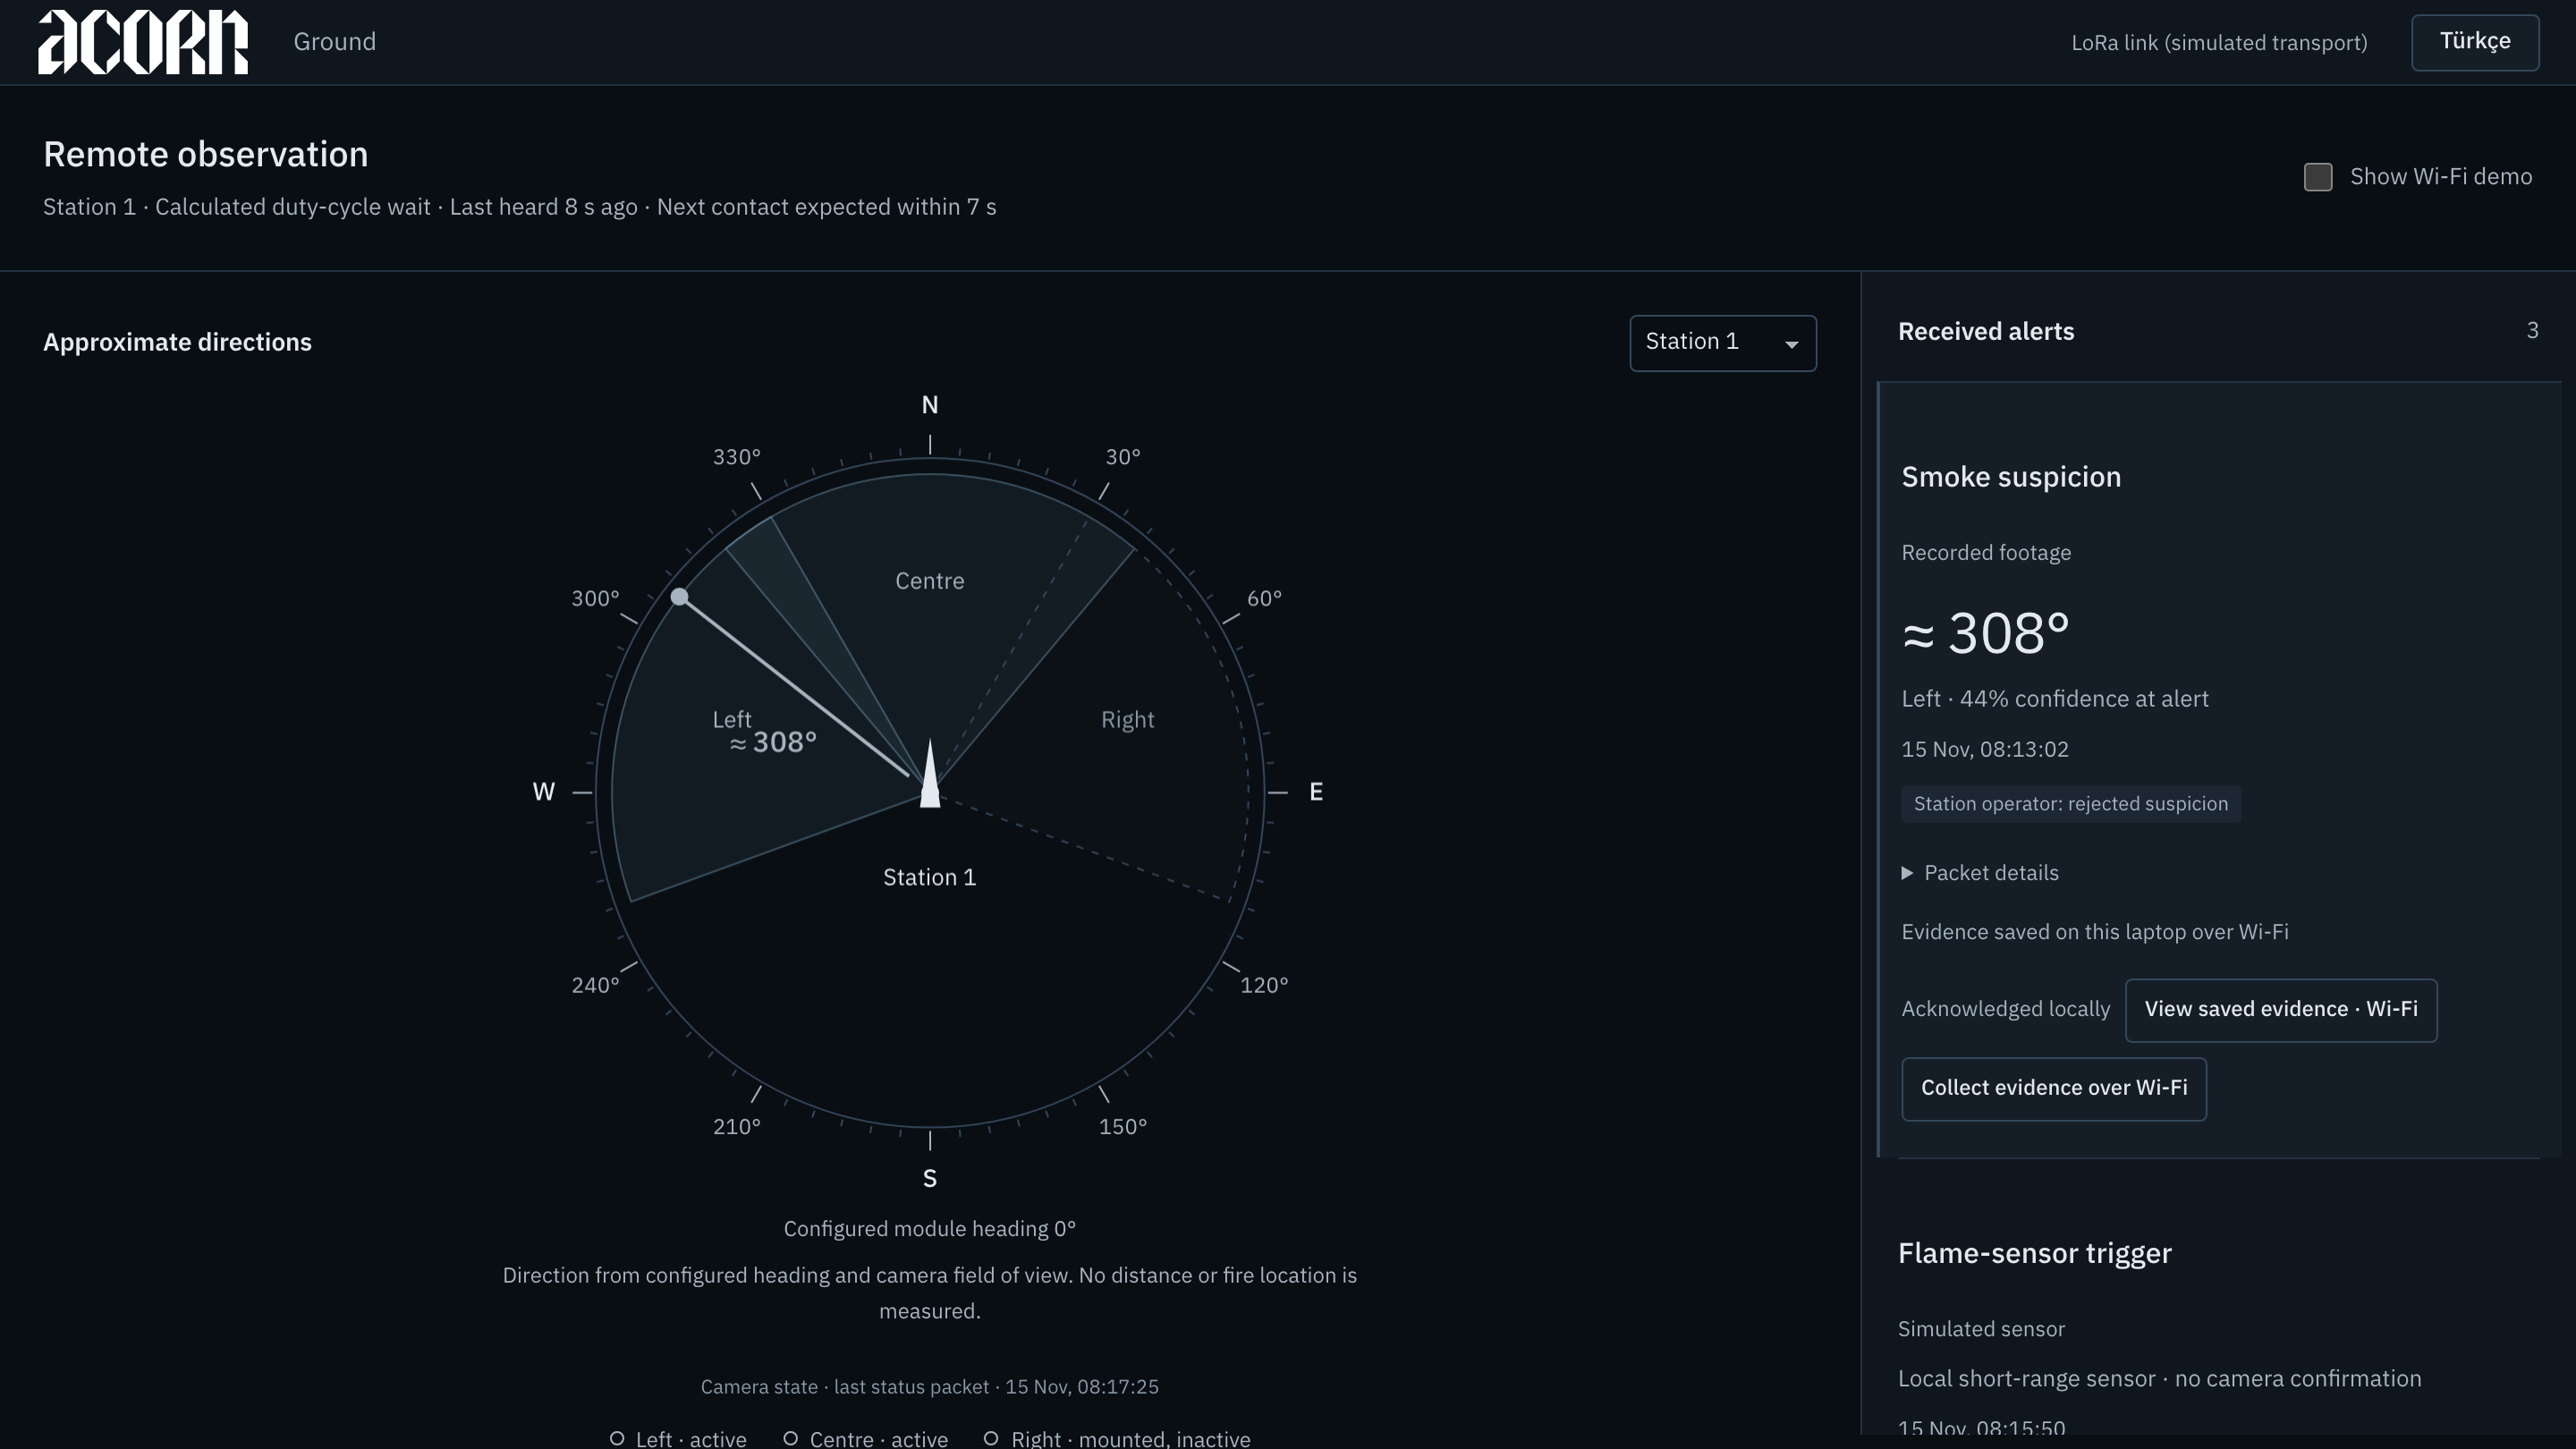 acorn
Ground
LoRa link (simulated transport)
Türkçe
Remote observation
Station 1 · Calculated duty-cycle wait · Last heard 8 s ago · Next contact expected within 7 s
Show Wi-Fi demo
Approximate directions
Station 1
N
330°
30°
300°
60°
Centre
Left
≈ 308°
Right
W
E
Station 1
240°
120°
210°
150°
S
Configured module heading 0°
Direction from configured heading and camera field of view. No distance or fire location is
measured.
Camera state · last status packet · 15 Nov, 08:17:25
Left · active
Centre · active
Right · mounted, inactive
Received alerts
3
Smoke suspicion
Recorded footage
≈ 308°
Left · 44% confidence at alert
15 Nov, 08:13:02
Station operator: rejected suspicion
Packet details
Evidence saved on this laptop over Wi-Fi
Acknowledged locally
View saved evidence · Wi-Fi
Collect evidence over Wi-Fi
Flame-sensor trigger
Simulated sensor
Local short-range sensor · no camera confirmation
15 Nov, 08:15:50